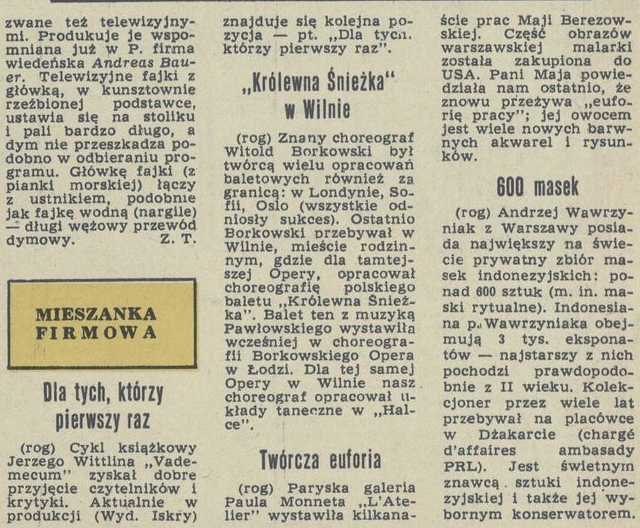 zwane też telewizyjny-
mi. Produkuje je wspo-
mniana już w P. firma
wiedeńska Andreas Bau-
er. Telewizyjne fajki z
główką, w kunsztownie
rzeźbionej podstawce,
ustawia się na stoliku
i pali bardzo długo, a
dym nie przeszkadza po-
dobno w odbieraniu pro-
gramu. Główkę fajki (z
pianki morskiej) łączy
z ustnikiem, podobnie
jak fajkę wodną (nargile)
— długi wężowy przewód
dymowy. Z. T.
MIESZANKA
FIRMOWA
Dla tych, którzy
pierwszy raz
(rog) Cykl książkowy
Jerzego Wittlina „Vade-
mecum" zyskał dobre
przyjęcie czytelników i
krytyki. Aktualnie w
produkcji (Wyd. Iskry)
znajduje się kolejna po-
zycja — pt. „Dla tych,
którzy pierwszy raz".
„Królewna Śnieżka"
w Wilnie
(rog) Znany choreograf
Witold Borkowski był
twórcą wielu opracowań
baletowych również za
granicą: w Londynie, So-
fii, Oslo (wszystkie od-
niosły sukces). Ostatnio
Borkowski przebywał w
Wilnie, mieście rodzin-
nym, gdzie dla tamtej-
szej Opery, opracował
choreografię polskiego
baletu „Królewna Śnież-
ka". Balet ten z muzyką
Pawłowskiego wystawiła
wcześniej w choreogra-
fii Borkowskiego Opera
w Łodzi. Dla tej samej
Opery w Wilnie nasz
choreograf opracował u-
kłady taneczne w „Hal-
ce".
Twórcza euforia
(rog) Paryska galeria
Paula Monneta „L'Ate-
lier" wystawiła kilkana-
ście prac Maji Berezow-
skiej. Część obrazów
warszawskiej malarki
została zakupiona do
USA. Pani Maja powie-
działa nam ostatnio, że
znowu przeżywa „eufo-
rię pracy"; jej owocem
jest wiele nowych barw-
nych akwarel i rysun-
ków.
600 masek
(rog) Andrzej Wawrzy-
niak z Warszawy posia-
da największy na świe-
cie prywatny zbiór ma-
sek indonezyjskich: po-
nad 600 sztuk (m. in. ma-
ski rytualne). Indonesia-
na p. Wawrzyniaka obej-
mują 3 tys. ekspona-
tów — najstarszy z nich
pochodzi prawdopodob-
nie z II wieku. Kolek-
cjoner przez wiele lat
przebywał na placówce
w Dżakarcie (chargé
d'affaires ambasady
PRL). Jest świetnym
znawcą sztuki indone-
zyjskiej i także jej wy-
bornym konserwatorem.